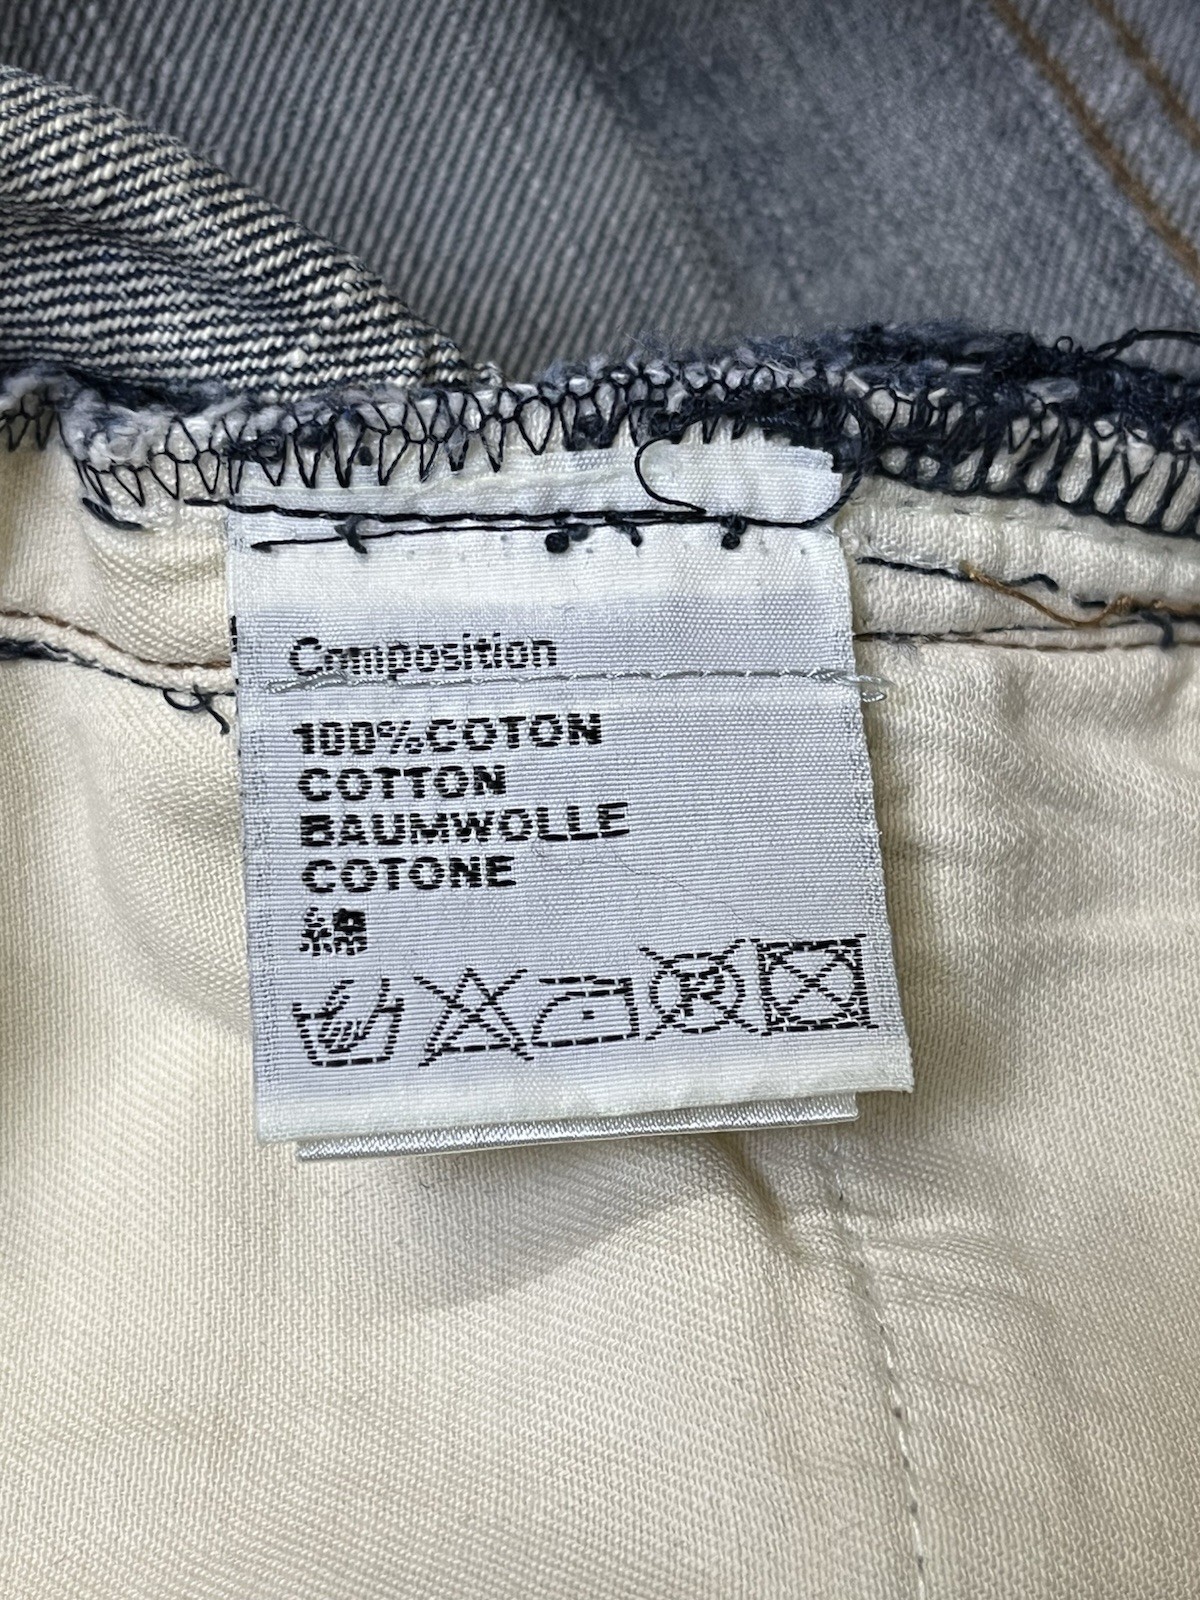 Composition
100%COTON
COTTON
BAUMWOLLE
COTONE
綿
R